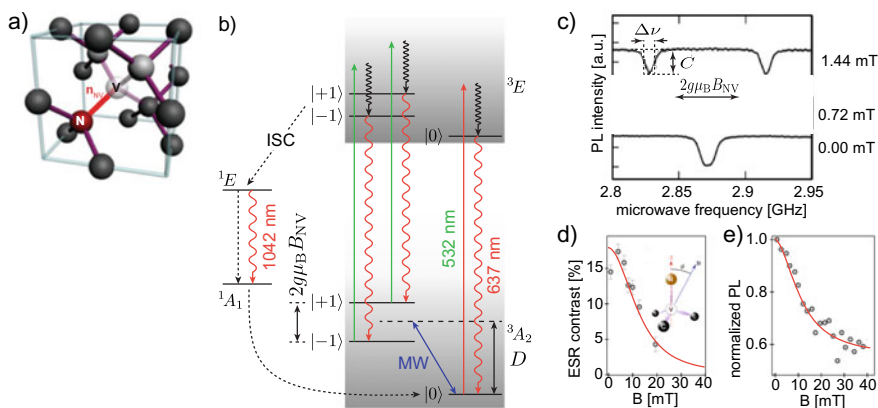 a)
N
V
n_NV
b)
|+1⟩
|−1⟩
|0⟩
³E
ISC
¹E
1042 nm
¹A₁
2gμ_B B_NV
|+1⟩
|−1⟩
|0⟩
532 nm
637 nm
³A₂
D
MW
c)
PL intensity [a.u.]
Δν
C
2gμ_B B_NV
1.44 mT
0.72 mT
0.00 mT
2.8 2.85 2.9 2.95
microwave frequency [GHz]
d)
ESR contrast [%]
15
10
5
0
0 10 20 30 40
B [mT]
e)
normalized PL
1.0
0.8
0.6
0 10 20 30 40
B [mT]